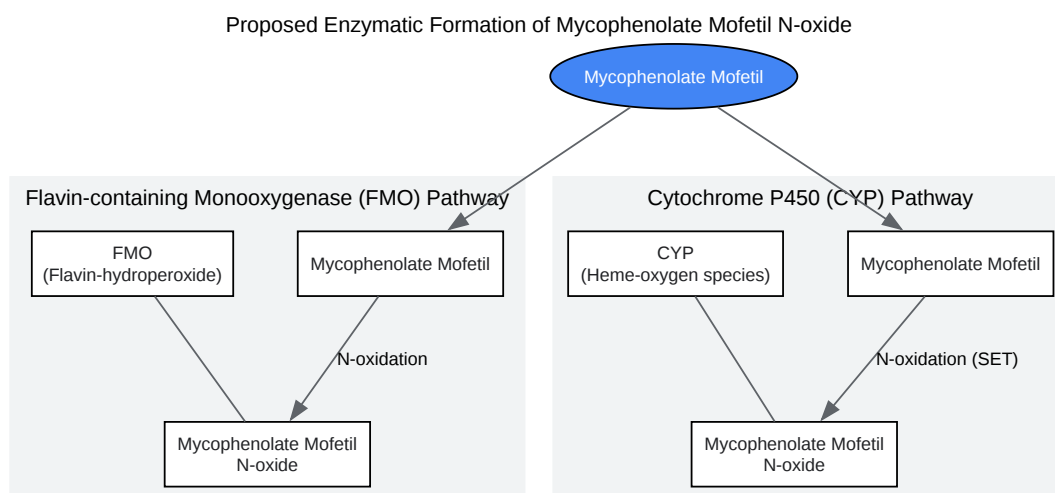 Proposed Enzymatic Formation of Mycophenolate Mofetil N-oxide
Mycophenolate Mofetil
Flavin-containing Monooxygenase (FMO) Pathway
FMO
(Flavin-hydroperoxide)
Mycophenolate Mofetil
N-oxidation
Mycophenolate Mofetil
N-oxide
Cytochrome P450 (CYP) Pathway
CYP
(Heme-oxygen species)
Mycophenolate Mofetil
N-oxidation (SET)
Mycophenolate Mofetil
N-oxide